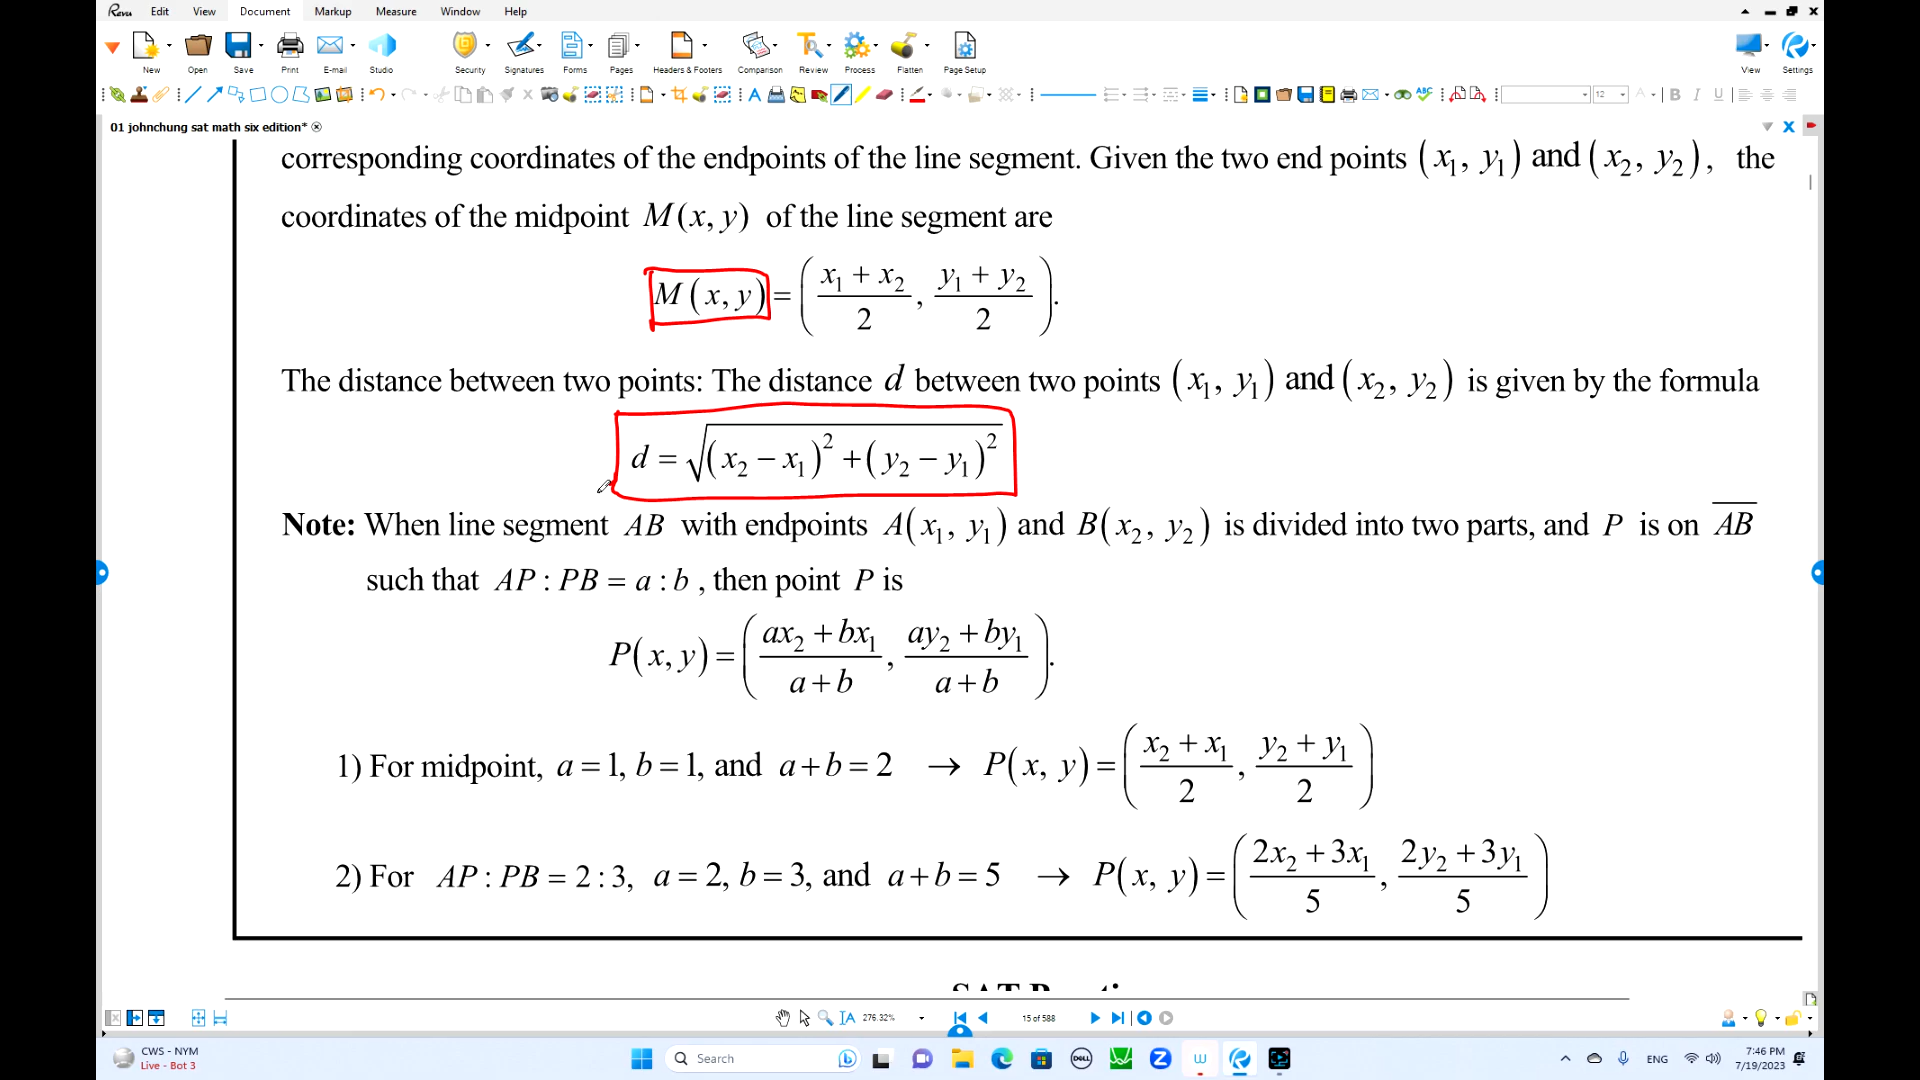 Revu Edit View Document Markup Measure Window Help
New Open Save Print E-mail Studio Security Signatures Forms Pages Headers & Footers Comparison Review Process Flatten Page Setup View Settings
12
01 johnchung sat math six edition*
corresponding coordinates of the endpoints of the line segment. Given the two end points (x₁, y₁) and (x₂, y₂), the
coordinates of the midpoint M(x, y) of the line segment are
M(x, y) = ( (x₁ + x₂)/2 , (y₁ + y₂)/2 ).
The distance between two points: The distance d between two points (x₁, y₁) and (x₂, y₂) is given by the formula
d = √((x₂ − x₁)² + (y₂ − y₁)²)
Note: When line segment AB with endpoints A(x₁, y₁) and B(x₂, y₂) is divided into two parts, and P is on A̅B̅
such that AP : PB = a : b , then point P is
P(x, y) = ( (ax₂ + bx₁)/(a + b) , (ay₂ + by₁)/(a + b) ).
1) For midpoint, a = 1, b = 1, and a + b = 2 → P(x, y) = ( (x₂ + x₁)/2 , (y₂ + y₁)/2 )
2) For AP : PB = 2 : 3, a = 2, b = 3, and a + b = 5 → P(x, y) = ( (2x₂ + 3x₁)/5 , (2y₂ + 3y₁)/5 )
276.32% 15 of 588
CWS - NYM
Live - Bot 3
Search
ENG
7:46 PM
7/19/2023